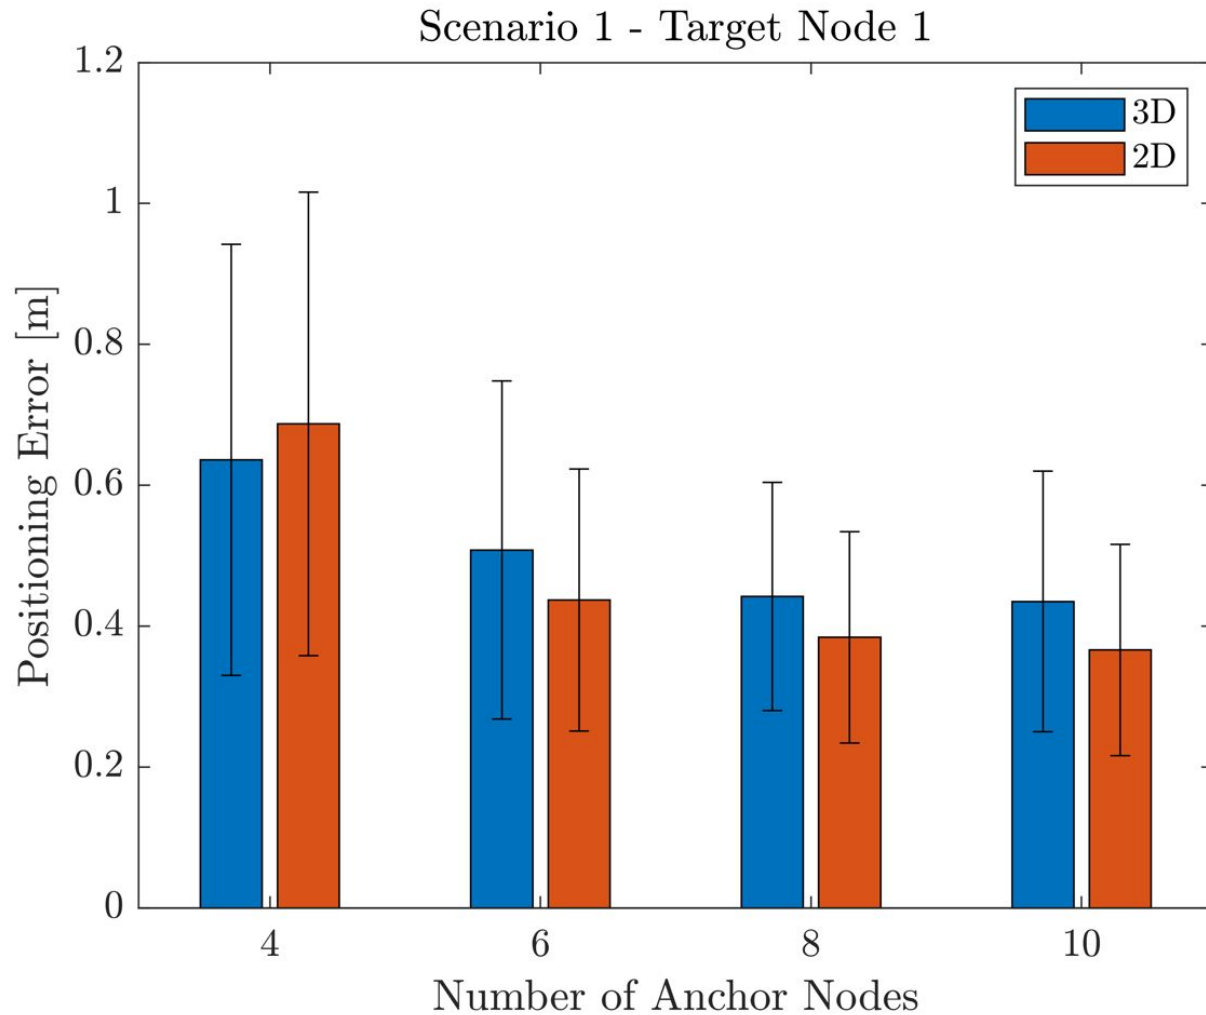 Scenario 1 - Target Node 1
3D
2D
Positioning Error [m]
1.2
1
0.8
0.6
0.4
0.2
0
4 6 8 10
Number of Anchor Nodes